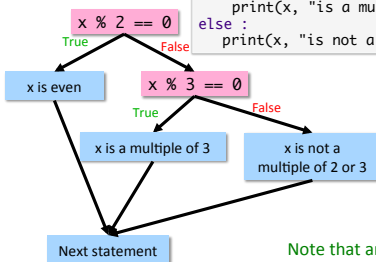 print(x, "is a mu
else :
print(x, "is not a
x % 2 == 0
True
False
x is even
x % 3 == 0
True
False
x is a multiple of 3
x is not a
multiple of 2 or 3
Next statement
Note that